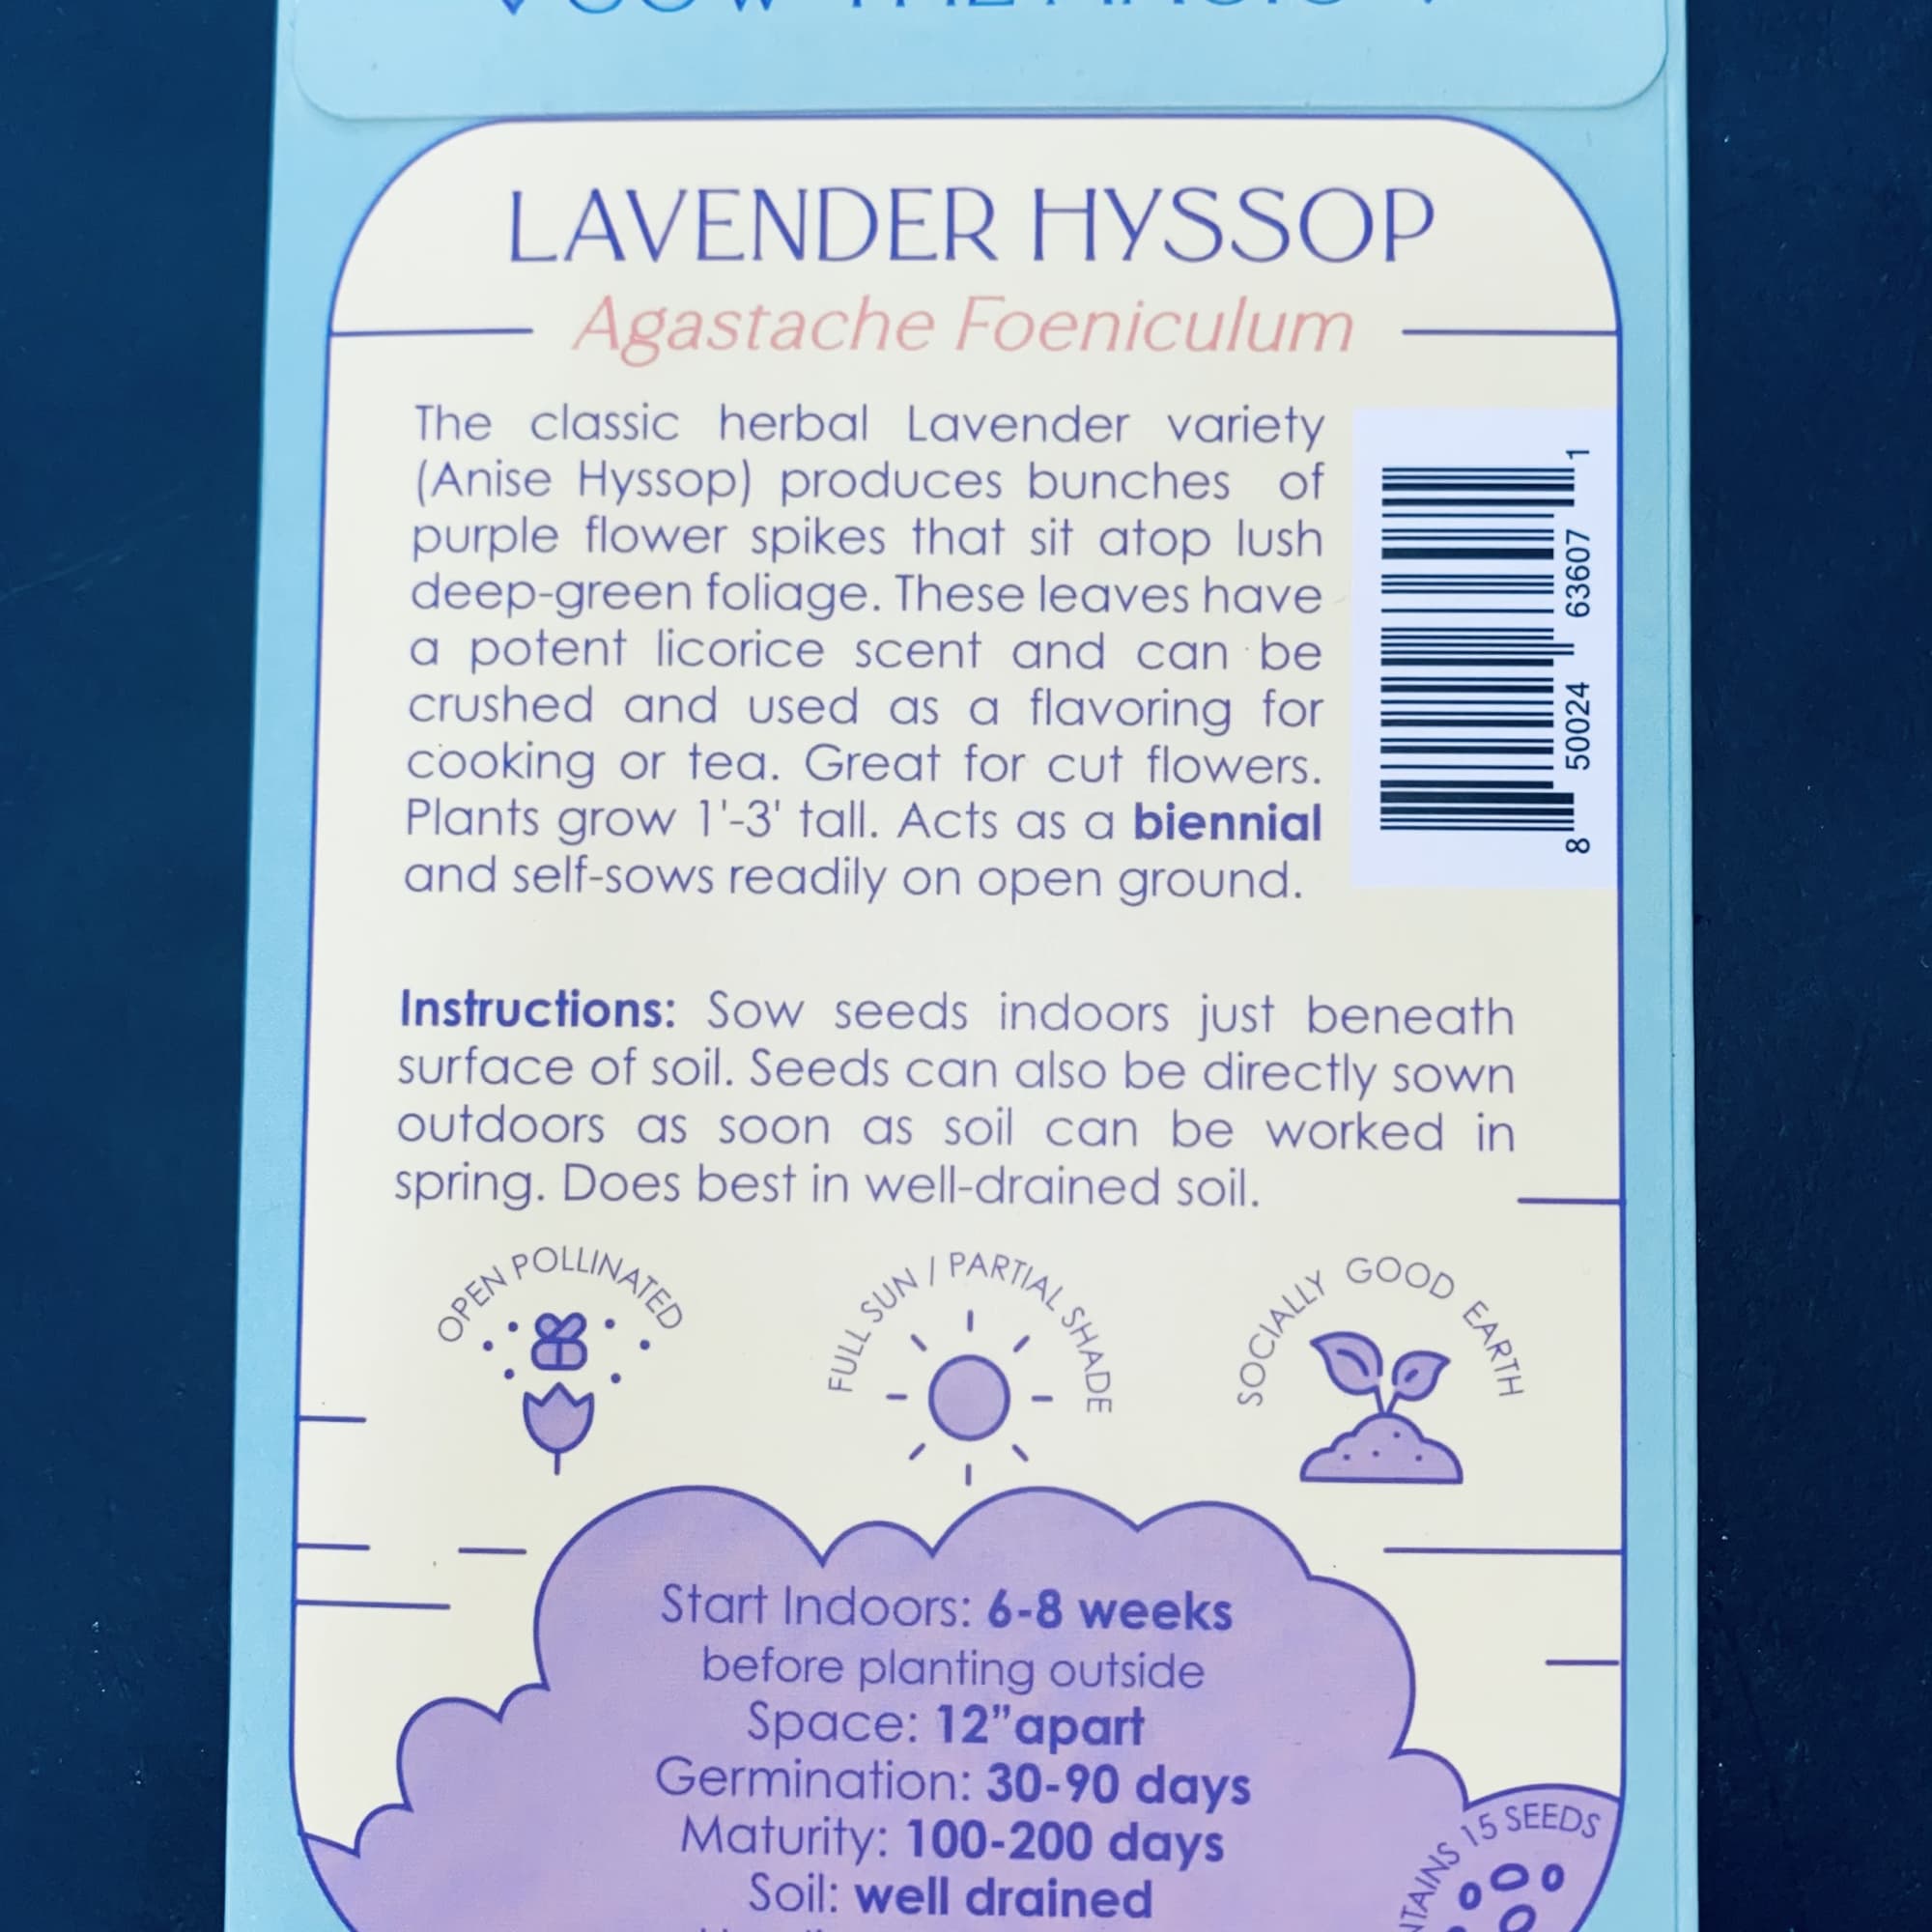 SOW THE MAGIC
LAVENDER HYSSOP
Agastache Foeniculum
The classic herbal Lavender variety
(Anise Hyssop) produces bunches of
purple flower spikes that sit atop lush
deep-green foliage. These leaves have
a potent licorice scent and can be
crushed and used as a flavoring for
cooking or tea. Great for cut flowers.
Plants grow 1'-3' tall. Acts as a biennial
and self-sows readily on open ground.
8 50024 63607 1
Instructions: Sow seeds indoors just beneath
surface of soil. Seeds can also be directly sown
outdoors as soon as soil can be worked in
spring. Does best in well-drained soil.
OPEN POLLINATED
FULL SUN / PARTIAL SHADE
SOCIALLY GOOD EARTH
Start Indoors: 6-8 weeks
before planting outside
Space: 12”apart
Germination: 30-90 days
Maturity: 100-200 days
Soil: well drained
NTAINS 15 SEEDS